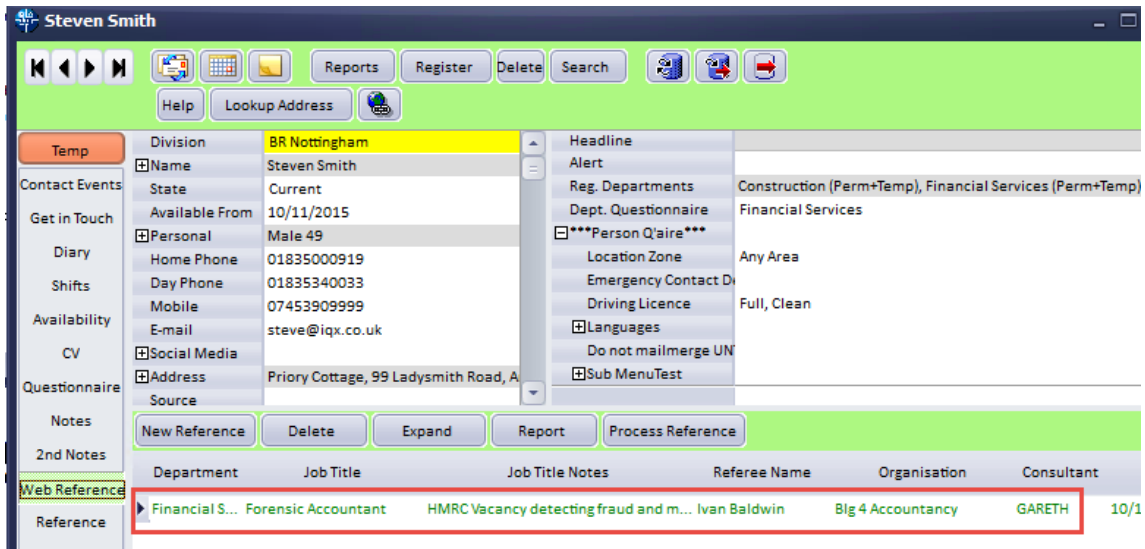 Steven Smith
Reports Register Delete Search
Help Lookup Address
Temp
Contact Events
Get in Touch
Diary
Shifts
Availability
CV
Questionnaire
Notes
2nd Notes
Web Reference
Reference
Division BR Nottingham
Name Steven Smith
State Current
Available From 10/11/2015
Personal Male 49
Home Phone 01835000919
Day Phone 01835340033
Mobile 07453909999
E-mail steve@iqx.co.uk
Social Media
Address Priory Cottage, 99 Ladysmith Road, A
Source
Headline
Alert
Reg. Departments Construction (Perm+Temp), Financial Services (Perm+Temp)
Dept. Questionnaire Financial Services
***Person Q'aire***
Location Zone Any Area
Emergency Contact De
Driving Licence Full, Clean
Languages
Do not mailmerge UNT
Sub MenuTest
New Reference Delete Expand Report Process Reference
Department Job Title Job Title Notes Referee Name Organisation Consultant
Financial S... Forensic Accountant HMRC Vacancy detecting fraud and m... Ivan Baldwin BIg 4 Accountancy GARETH 10/1